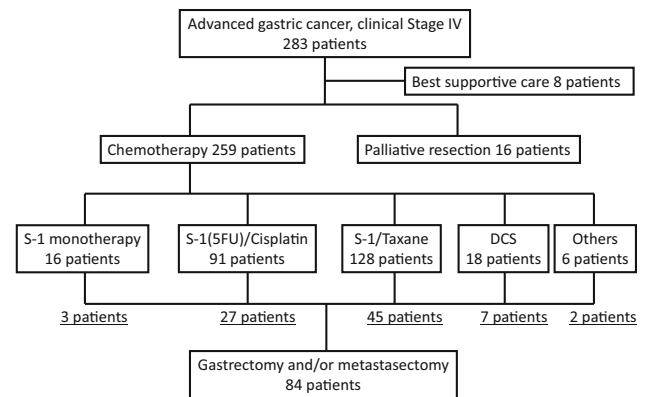 Advanced gastric cancer, clinical Stage IV
283 patients
Best supportive care 8 patients
Chemotherapy 259 patients
Palliative resection 16 patients
S-1 monotherapy
16 patients
S-1(5FU)/Cisplatin
91 patients
S-1/Taxane
128 patients
DCS
18 patients
Others
6 patients
3 patients
27 patients
45 patients
7 patients
2 patients
Gastrectomy and/or metastasectomy
84 patients